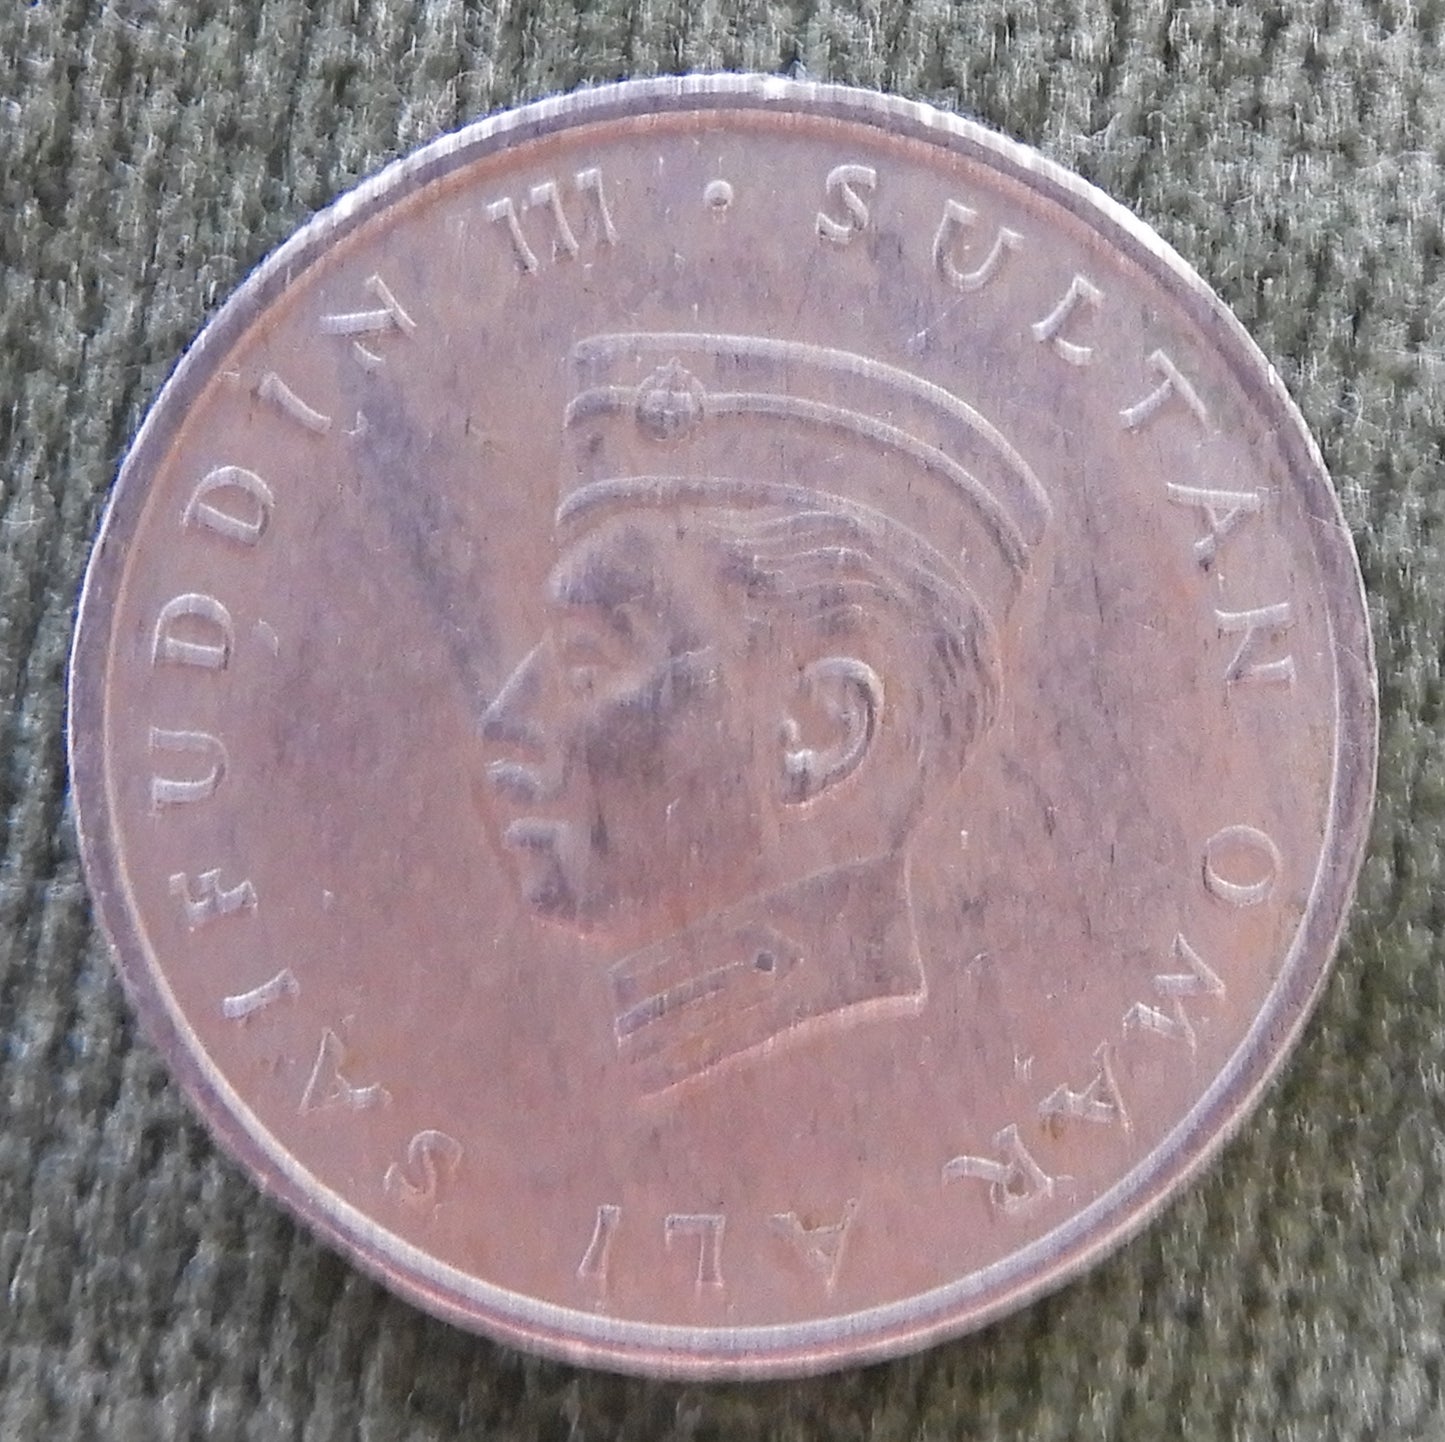 SULTAN OMAR ALI SAIFUDDIN III •